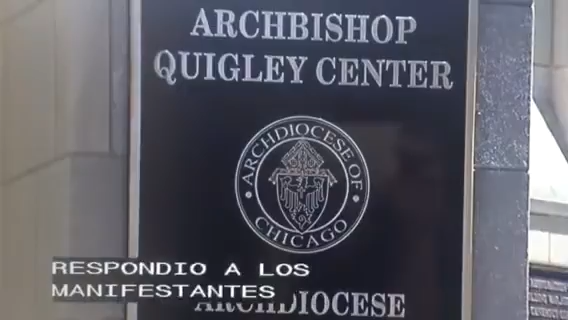 ARCHBISHOP
QUIGLEY CENTER
ARCHDIOCESE OF
CHICAGO
RESPONDIO A LOS
MANIFESTANTES
ARCHDIOCESE